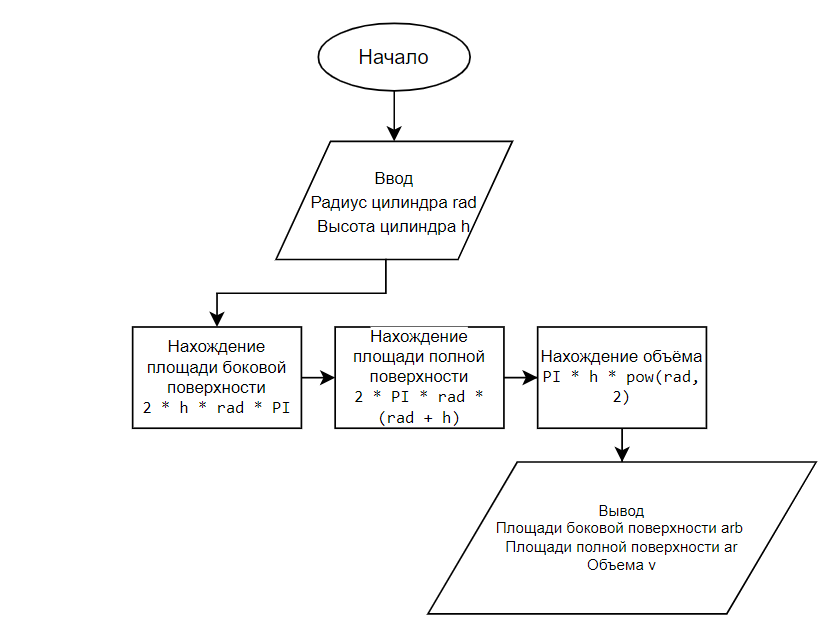 Начало
Ввод
Радиус цилиндра rad
Высота цилиндра h
Нахождение
площади боковой
поверхности
2 * h * rad * PI
Нахождение
площади полной
поверхности
2 * PI * rad *
(rad + h)
Нахождение объёма
PI * h * pow(rad,
2)
Вывод
Площади боковой поверхности arb
Площади полной поверхности ar
Объема v